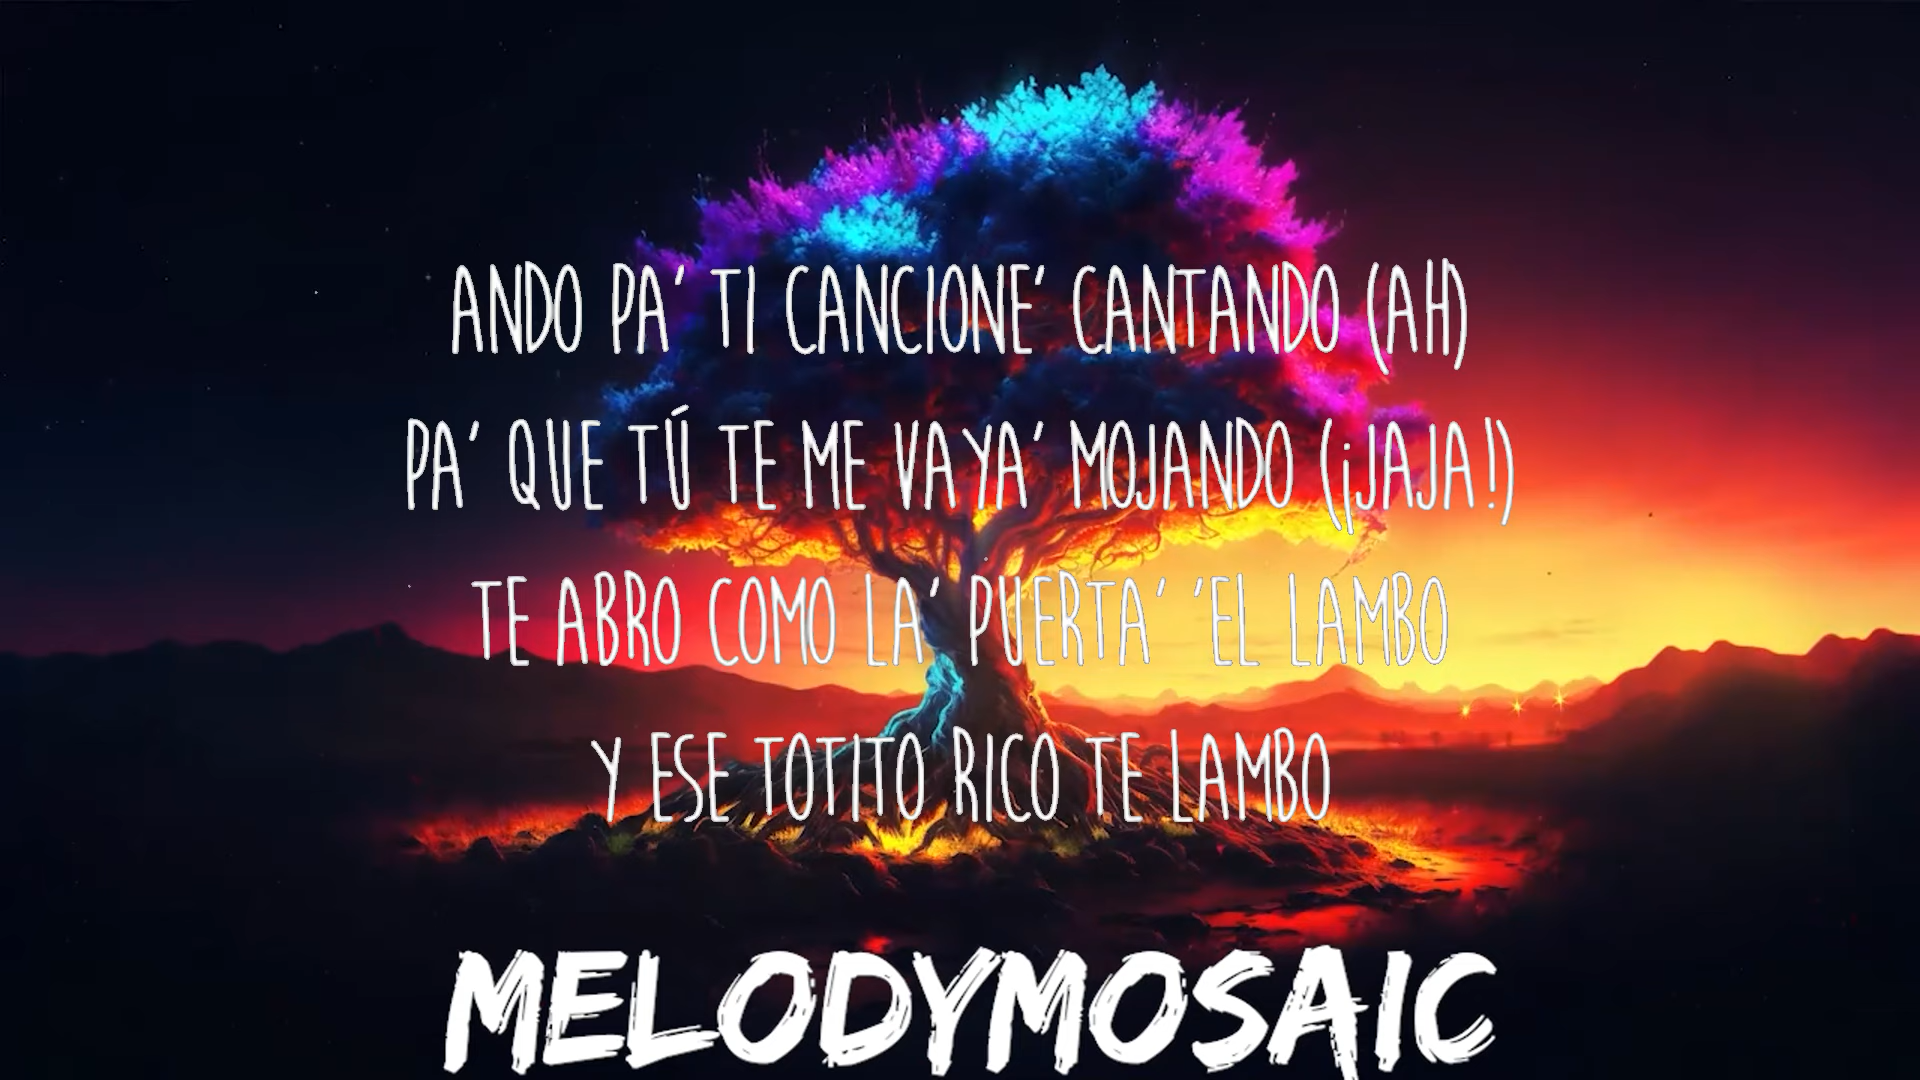 ANDO PA' TI CANCIONE' CANTANDO (AH)
PA' QUE TÚ TE ME VAYA' MOJANDO (¡JAJA!)
TE ABRO COMO LA' PUERTA' 'EL LAMBO
Y ESE TOTITO RICO TE LAMBO
MELODYMOSAIC